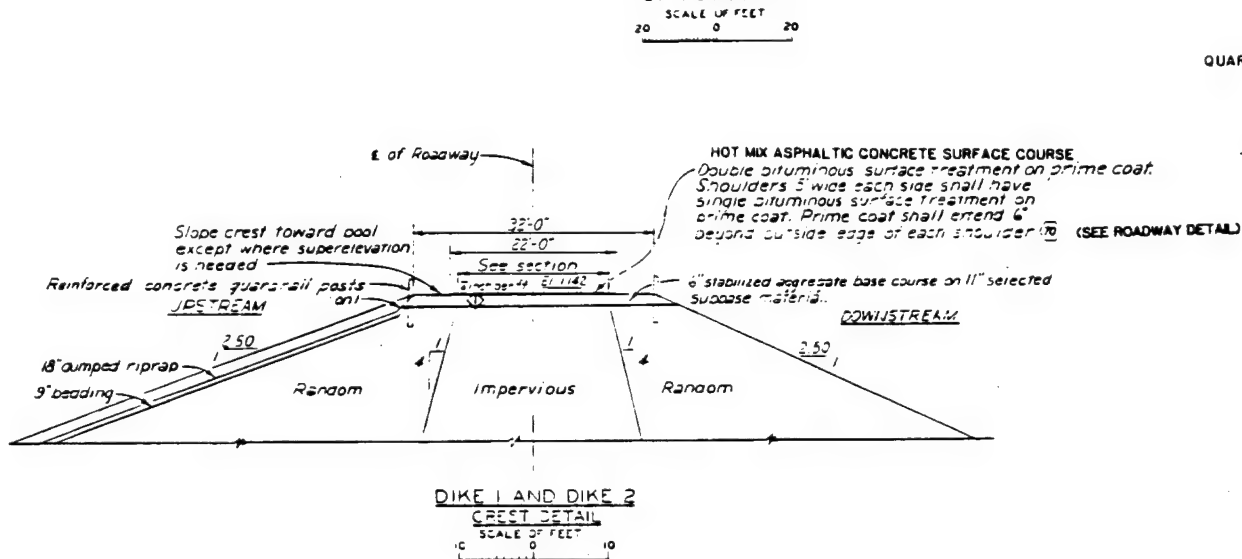 SCALE OF FEET
20 0 20
QUAR
℄ of Roadway
HOT MIX ASPHALTIC CONCRETE SURFACE COURSE
Double bituminous surface treatment on prime coat.
Shoulders 5' wide each side shall have
single bituminous surface treatment on
prime coat. Prime coat shall extend 6"
beyond outside edge of each shoulder (SEE ROADWAY DETAIL)
32'-0"
22'-0"
See section
El. 1142
Slope crest toward pool
except where superelevation
is needed
Reinforced concrete guardrail posts
UPSTREAM
6" stabilized aggregate base course on 11" selected
subbase material.
DOWNSTREAM
2.50
1
18" dumped riprap
9" bedding
1
4
1
4
2.50
1
Random
Impervious
Random
DIKE 1 AND DIKE 2
CREST DETAIL
SCALE OF FEET
10 0 10